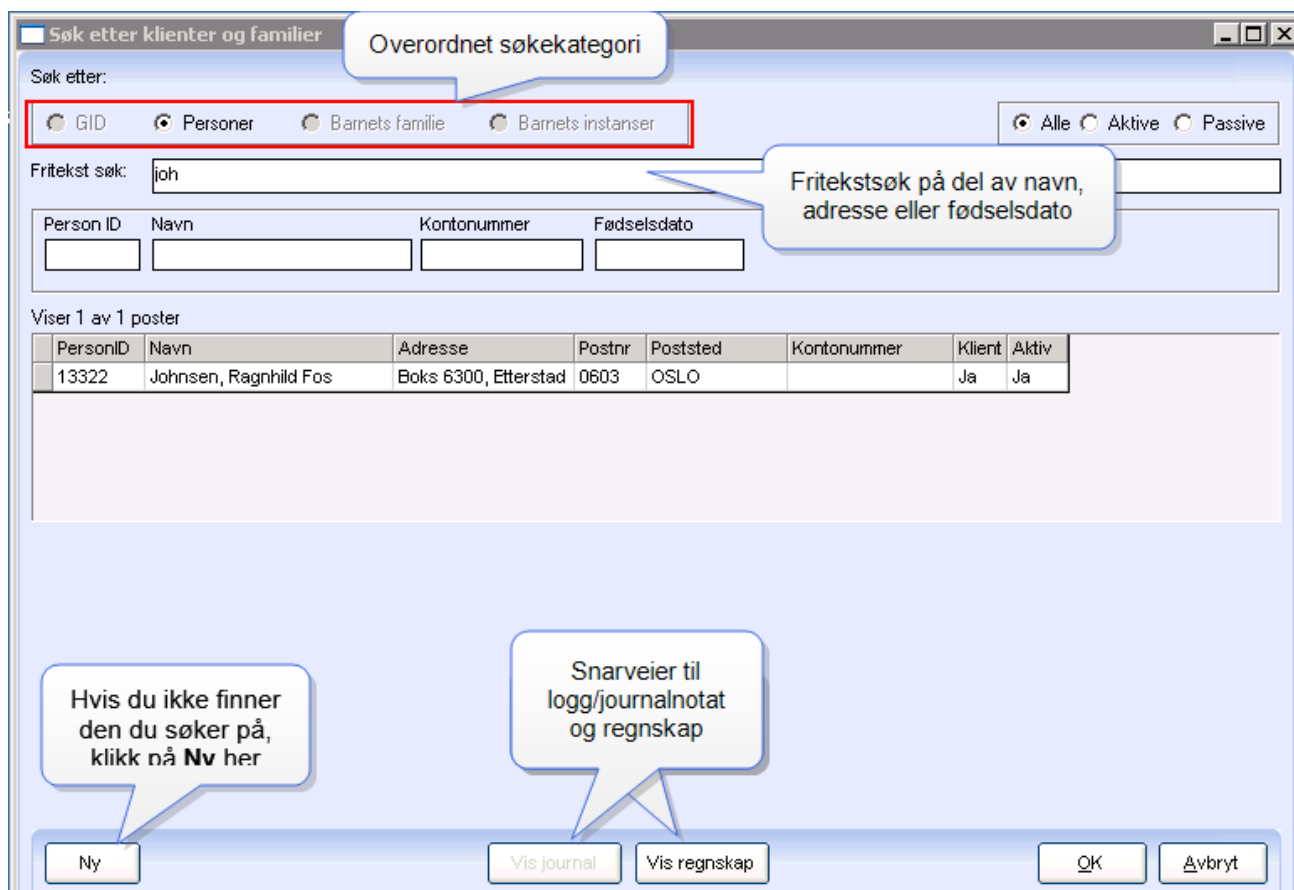 Søk etter klienter og familier
Overordnet søkekategori
Søk etter:
GID Personer Barnets familie Barnets instanser
Alle Aktive Passive
Fritekst søk: joh
Fritekstsøk på del av navn,
adresse eller fødselsdato
Person ID Navn Kontonummer Fødselsdato
Viser 1 av 1 poster
PersonID Navn Adresse Postnr Poststed Kontonummer Klient Aktiv
13322 Johnsen, Ragnhild Fos Boks 6300, Etterstad 0603 OSLO Ja Ja
Hvis du ikke finner
den du søker på,
klikk på Ny her
Snarveier til
logg/journalnotat
og regnskap
Ny Vis journal Vis regnskap OK Avbryt